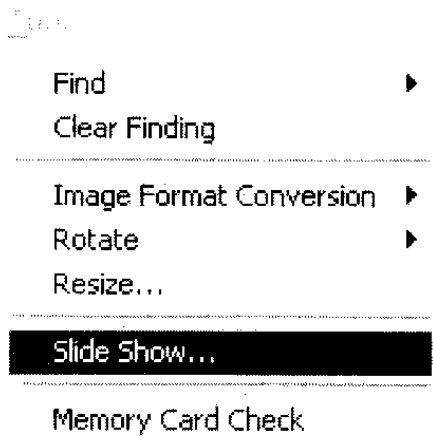 Find
Clear Finding
Image Format Conversion
Rotate
Resize...
Slide Show...
Memory Card Check